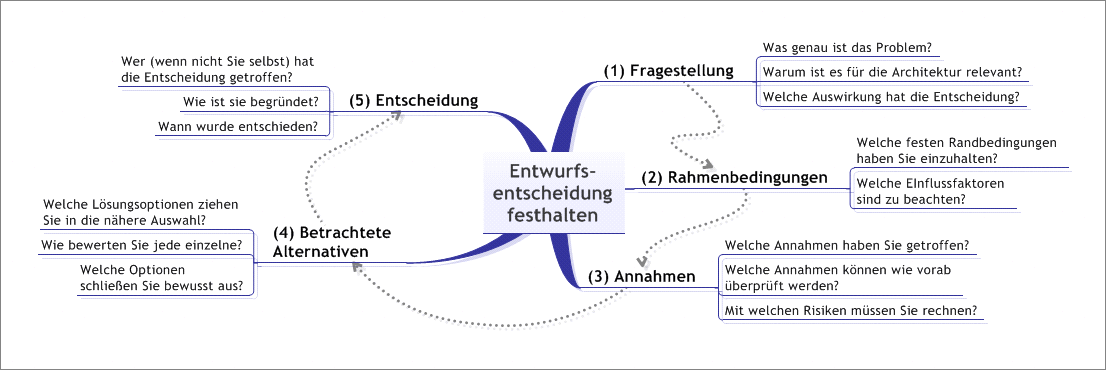 Entwurfs-
entscheidung
festhalten
(1) Fragestellung
Was genau ist das Problem?
Warum ist es für die Architektur relevant?
Welche Auswirkung hat die Entscheidung?
(2) Rahmenbedingungen
Welche festen Randbedingungen
haben Sie einzuhalten?
Welche EInflussfaktoren
sind zu beachten?
(3) Annahmen
Welche Annahmen haben Sie getroffen?
Welche Annahmen können wie vorab
überprüft werden?
Mit welchen Risiken müssen Sie rechnen?
(4) Betrachtete
Alternativen
Welche Lösungsoptionen ziehen
Sie in die nähere Auswahl?
Wie bewerten Sie jede einzelne?
Welche Optionen
schließen Sie bewusst aus?
(5) Entscheidung
Wer (wenn nicht Sie selbst) hat
die Entscheidung getroffen?
Wie ist sie begründet?
Wann wurde entschieden?